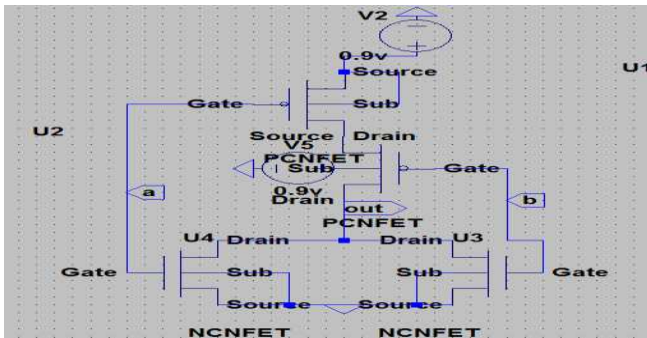 V2
0.9v
Source
U1
Gate
Sub
U2
Source Drain
V5
PCNFET
Sub
Gate
a
0.9v
b
Drain
out
PCNFET
U4 Drain Drain U3
Gate Sub Sub Gate
Source Source
NCNFET NCNFET